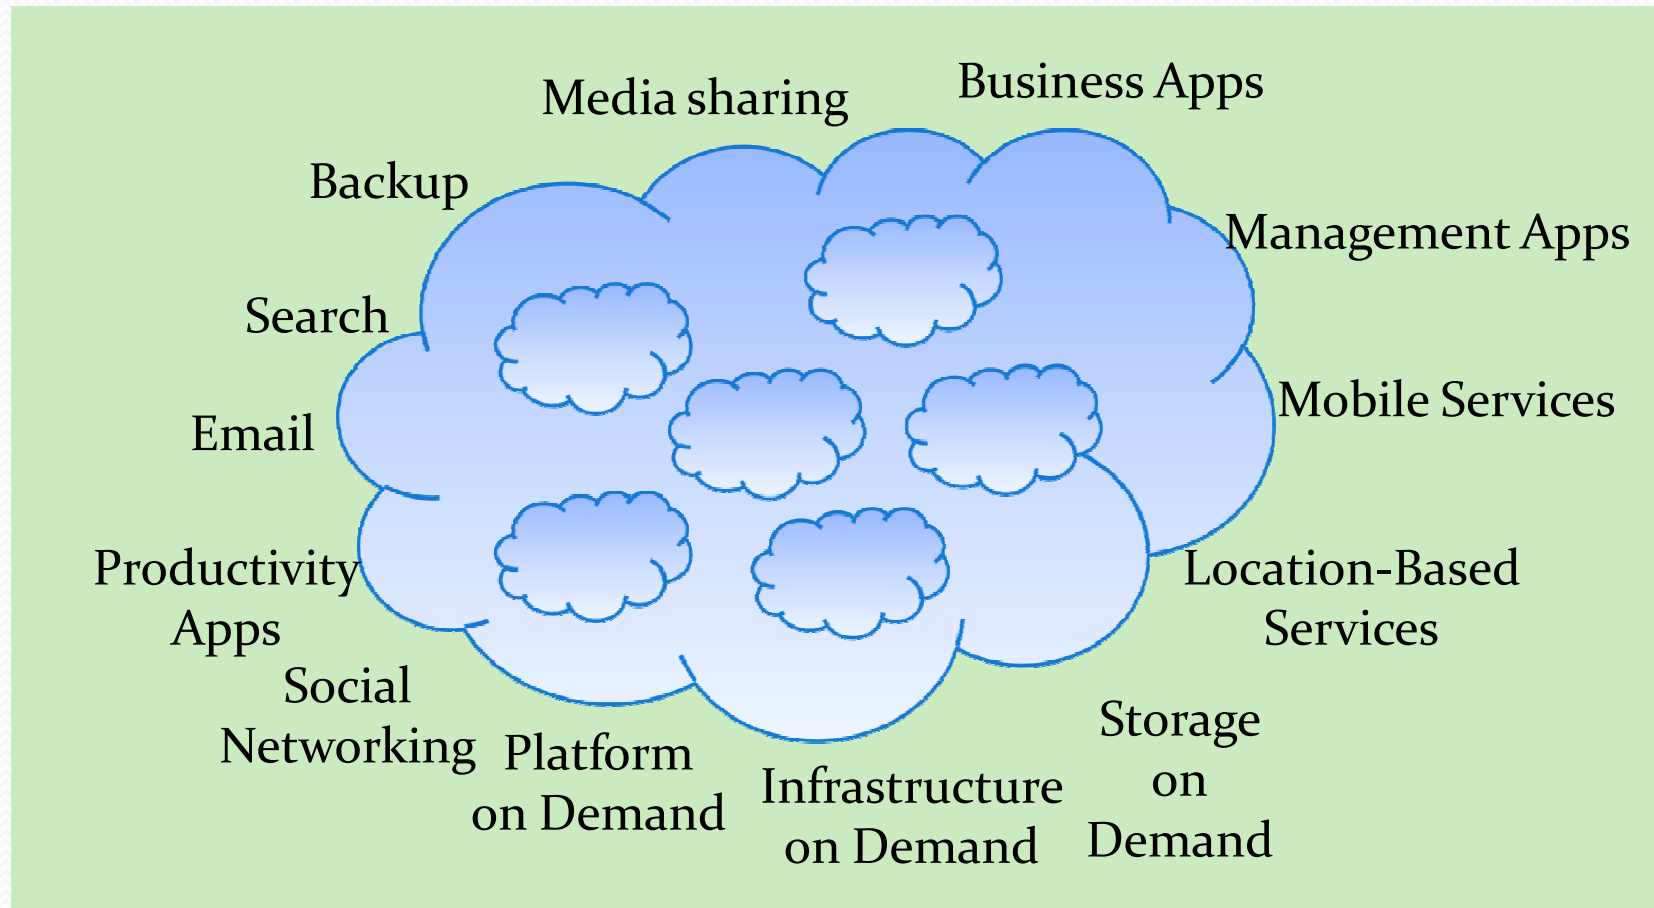 Media sharing
Business Apps
Backup
Management Apps
Search
Mobile Services
Email
Productivity
Apps
Location-Based
Services
Social
Networking
Platform
on Demand
Infrastructure
on Demand
Storage
on
Demand